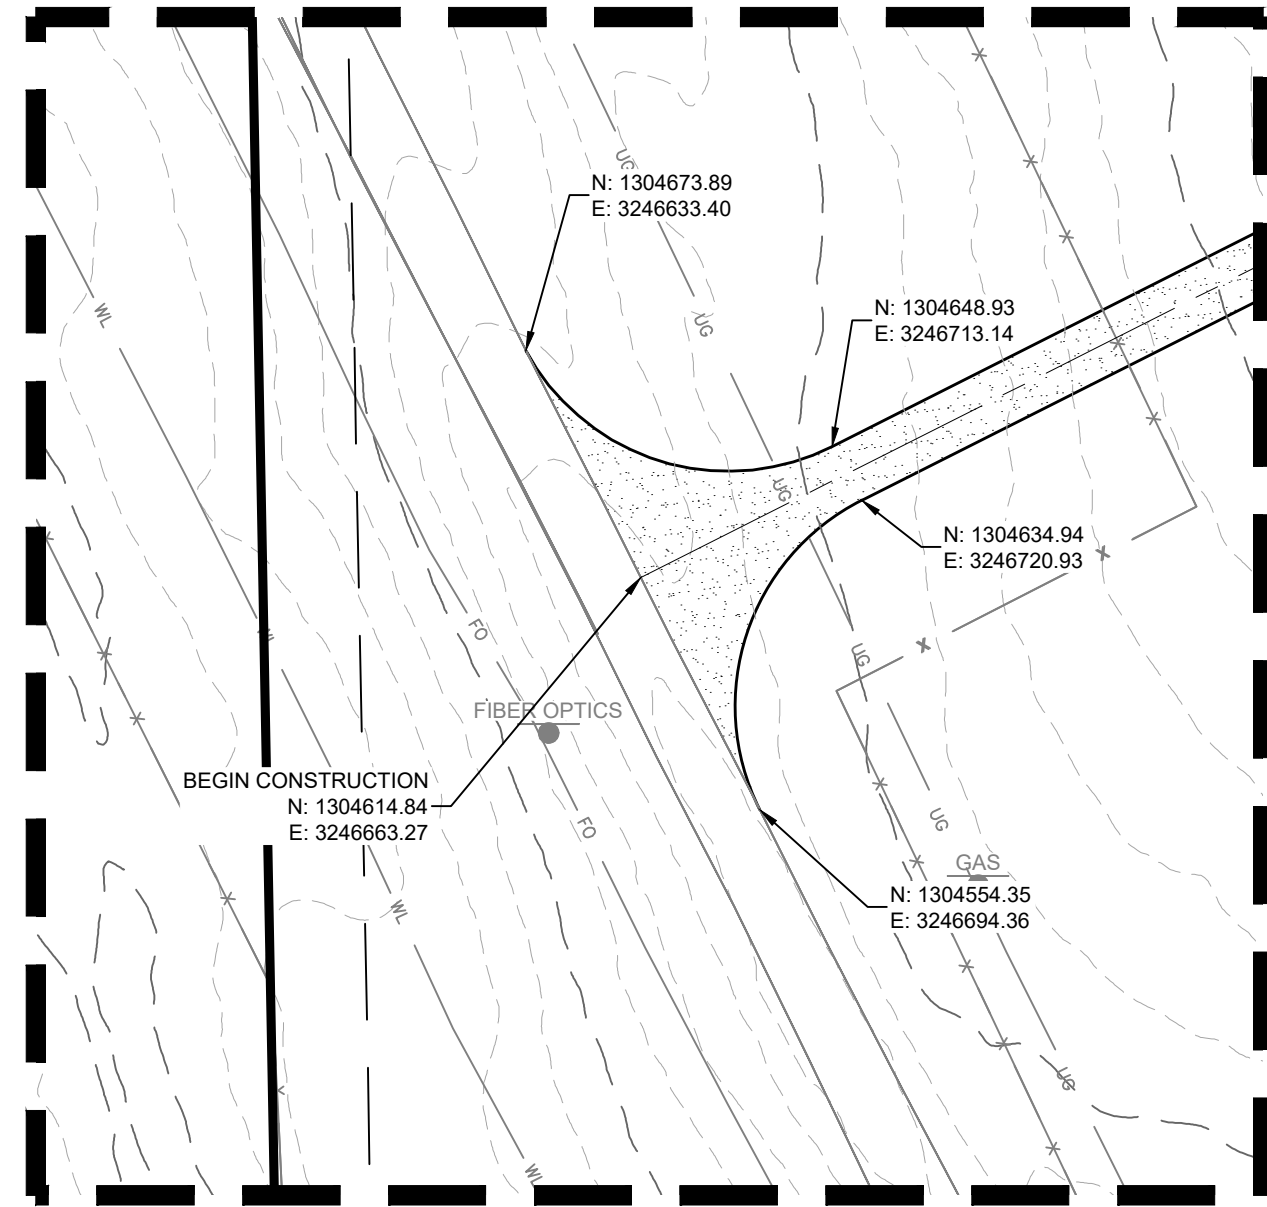 UG
N: 1304673.89
E: 3246633.40
WL
N: 1304648.93
E: 3246713.14
UG
UG
N: 1304634.94
E: 3246720.93
FO
WL
UG
FIBER OPTICS
BEGIN CONSTRUCTION
N: 1304614.84
E: 3246663.27
FO
UG
GAS
N: 1304554.35
E: 3246694.36
WL
UG
WL